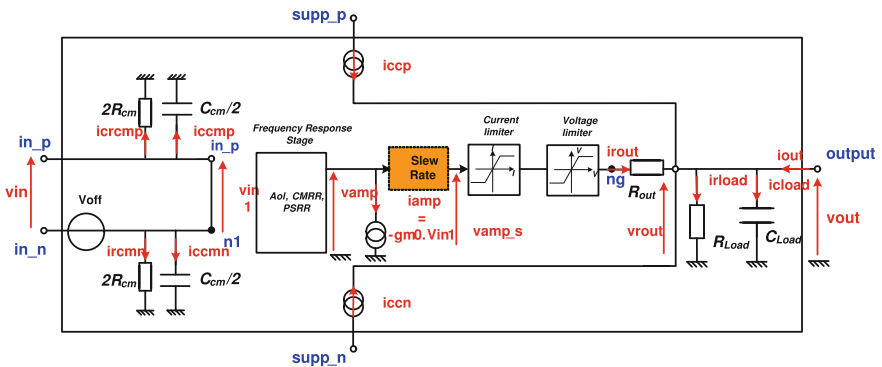 supp_p
iccp
2Rcm
Ccm/2
icrcmp
iccmp
in_p
in_p
vin
Voff
in_n
vin
1
n1
ircmn
iccmn
2Rcm
Ccm/2
Frequency Response
Stage
Aol, CMRR,
PSRR
vamp
Slew
Rate
iamp
=
-gm0.Vin1
vamp_s
Current
limiter
I
I
Voltage
limiter
V
V
irout
ng
Rout
vrout
irload
RLoad
iout
icload
CLoad
output
vout
iccn
supp_n